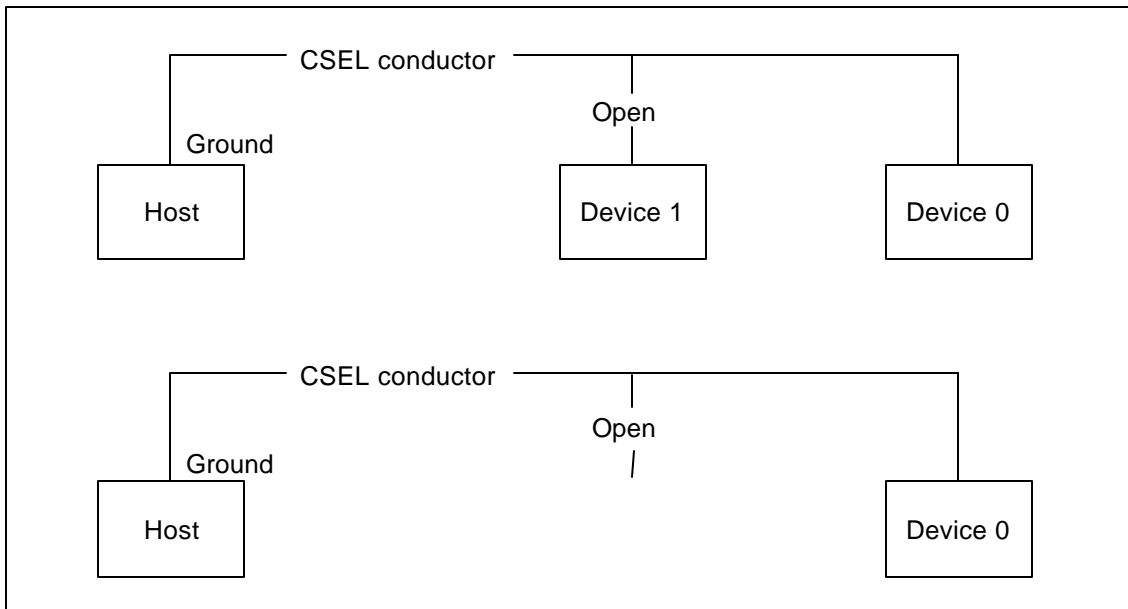 CSEL conductor
Open
Ground
Host
Device 1
Device 0
CSEL conductor
Open
Ground
Host
Device 0